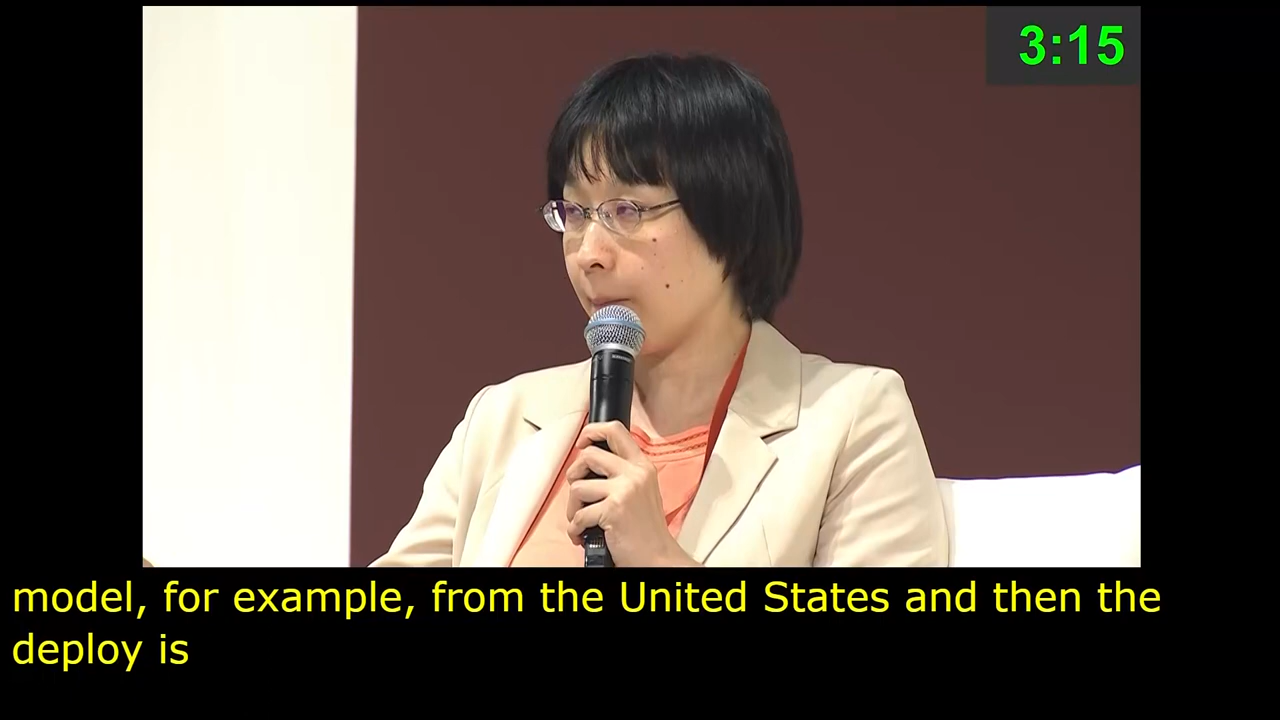 3:15
model, for example, from the United States and then the
deploy is